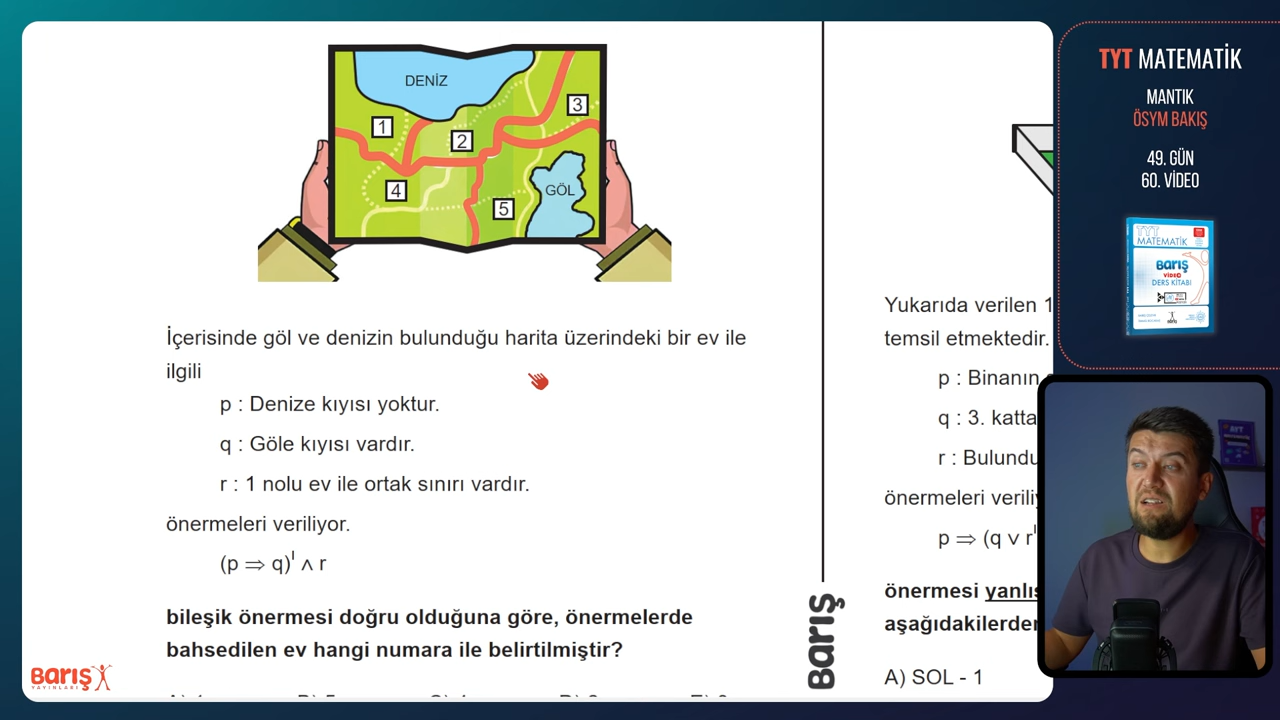 DENİZ
1
2
3
4
5
GÖL
İçerisinde göl ve denizin bulunduğu harita üzerindeki bir ev ile
ilgili
p : Denize kıyısı yoktur.
q : Göle kıyısı vardır.
r : 1 nolu ev ile ortak sınırı vardır.
önermeleri veriliyor.
(p ⇒ q)ˈ ∧ r
bileşik önermesi doğru olduğuna göre, önermelerde
bahsedilen ev hangi numara ile belirtilmiştir?
BARIŞ
YAYINLARI
Barış
Yukarıda verilen 1
temsil etmektedir.
p : Binanın
q : 3. katta
r : Bulundu
önermeleri veriliy
p ⇒ (q ∨ rˈ
önermesi yanlış
aşağıdakilerden
A) SOL - 1
TYT MATEMATİK
MANTIK
ÖSYM BAKIŞ
49. GÜN
60. VİDEO
TYT
MATEMATİK
BARIŞ
VİDEO
DERS KİTABI